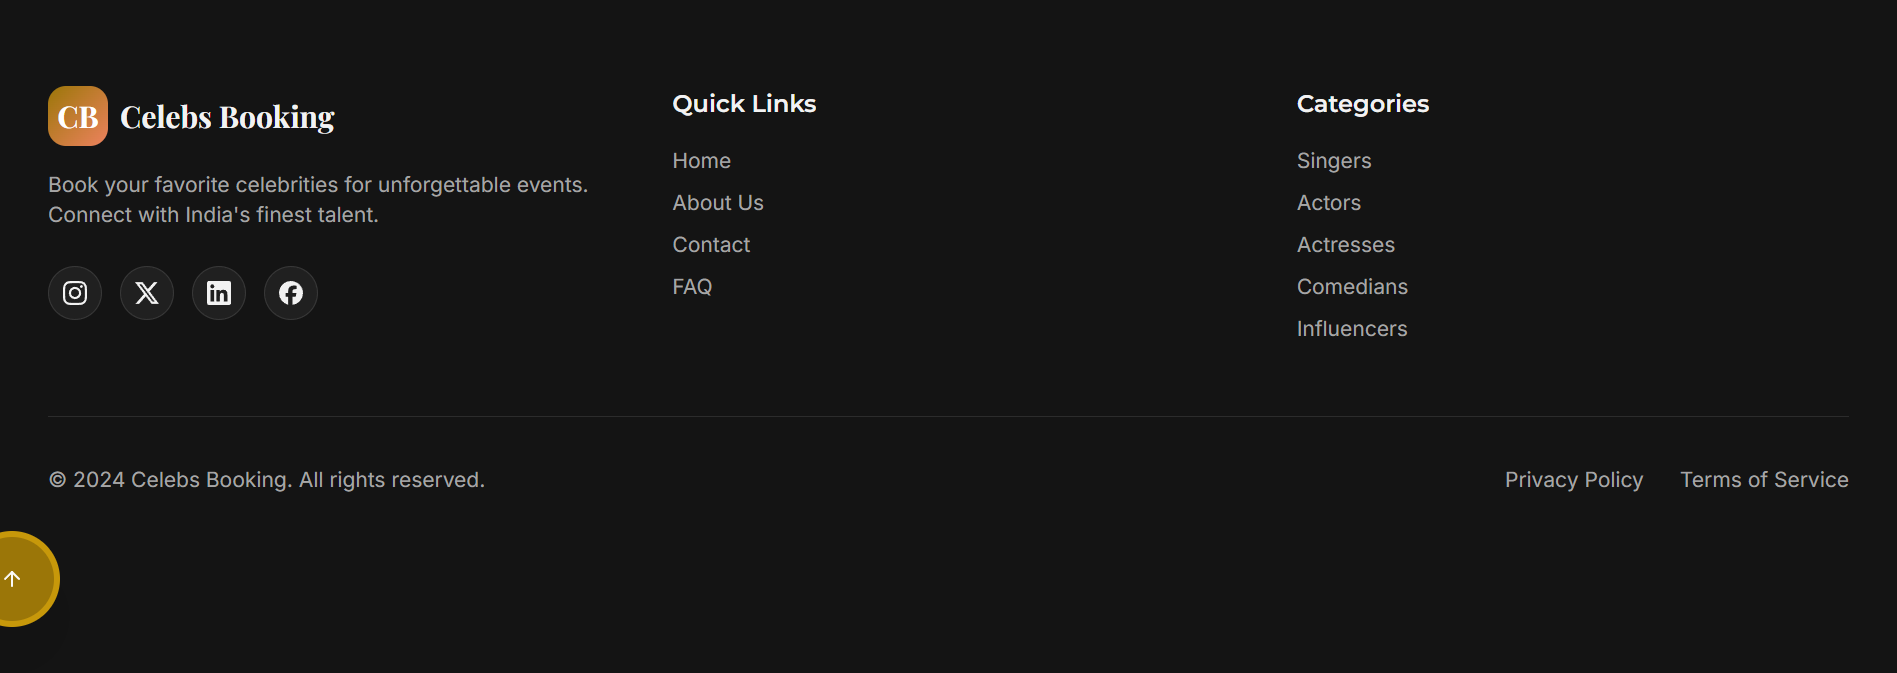 CB Celebs Booking
Book your favorite celebrities for unforgettable events.
Connect with India's finest talent.
Quick Links
Home
About Us
Contact
FAQ
Categories
Singers
Actors
Actresses
Comedians
Influencers
© 2024 Celebs Booking. All rights reserved.
Privacy Policy
Terms of Service